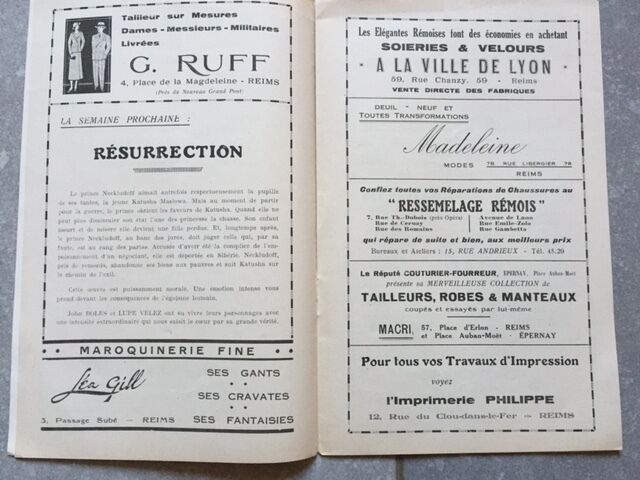 Tailleur sur Mesures
Dames - Messieurs - Militaires
Livrées
G. RUFF
4, Place de la Magdeleine - REIMS
(Près du Nouveau Grand Pont)
LA SEMAINE PROCHAINE :
RÉSURRECTION
Le prince Neckludoff aimait autrefois respectueusement la pupille
de ses tantes, la jeune Katusha Maslowa. Mais au moment de partir
pour la guerre, le prince obtient les faveurs de Katusha. Quand elle ne
peut plus dissimuler son état l'une des princesse la chasse. Son enfant
meurt et de misère elle devient une fille perdue. Et, longtemps après,
le prince Neckludoff, au banc des jurés, doit juger celle qui, par sa
faute, est au rang des parias. Accusée d'avoir été la complice de l'em-
poisonnement d'un négociant, elle est déportée en Sibérie. Neckludoff,
pris de remords, abandonne ses biens aux pauvres et suit Katusha sur
le chemin de l'exil.
Cette œuvre est puissamment morale. Une émotion intense vous
prend devant les conséquences de l'égoïsme humain.
John BOLES et LUPE VELEZ ont su vivre leurs personnages avec
une intensité extraordinaire qui nous saisit le cœur par sa grande vérité.
MAROQUINERIE FINE
Léa Gill
SES GANTS
SES CRAVATES
5, Passage Subé - REIMS SES FANTAISIES
Les Elégantes Rémoises font des économies en achetant
SOIERIES & VELOURS
A LA VILLE DE LYON
59, Rue Chanzy, 59 - Reims
VENTE DIRECTE DES FABRIQUES
DEUIL - NEUF ET
TOUTES TRANSFORMATIONS
Madeleine
MODES 78, RUE LIBERGIER, 78
REIMS
Confiez toutes vos Réparations de Chaussures au
"RESSEMELAGE RÉMOIS"
7, Rue Th.-Dubois (près Opéra) Avenue de Laon
Rue de Cernay Rue Emile-Zola
Rue des Romains Rue Gambetta
qui répare de suite et bien, aux meilleurs prix
Bureaux et Ateliers : 15, RUE ANDRIEUX - Tél. 45.20
Le Réputé COUTURIER-FOURREUR, EPERNAY, Place Auban-Moët
présente sa MERVEILLEUSE COLLECTION de
TAILLEURS, ROBES & MANTEAUX
coupés et essayés par lui-même
MACRI, 57, Place d'Erlon - REIMS
et Place Auban-Moët - ÉPERNAY
Pour tous vos Travaux d'Impression
voyez
l'Imprimerie PHILIPPE
12, Rue du Clou-dans-le-Fer - REIMS